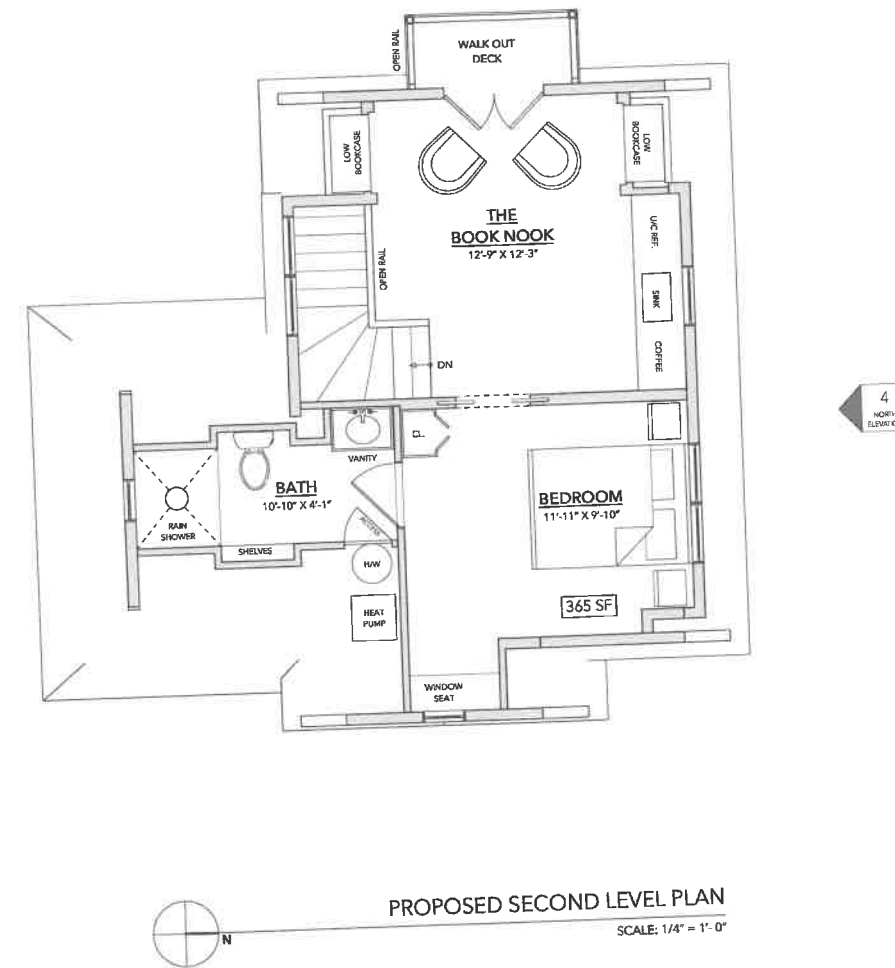 OPEN RAIL
WALK OUT
DECK
LOW
BOOKCASE
LOW
BOOKCASE
THE
BOOK NOOK
12'-9" X 12'-3"
OPEN RAIL
U/C REF.
SINK
COFFEE
DN
4
NORTH
VANITY
CL.
BATH
10'-10" X 4'-1"
RAIN
SHOWER
SHELVES
ACCESS
H/W
HEAT
PUMP
BEDROOM
11'-11" X 9'-10"
365 SF
WINDOW
SEAT
N
PROPOSED SECOND LEVEL PLAN
SCALE: 1/4" = 1'- 0"